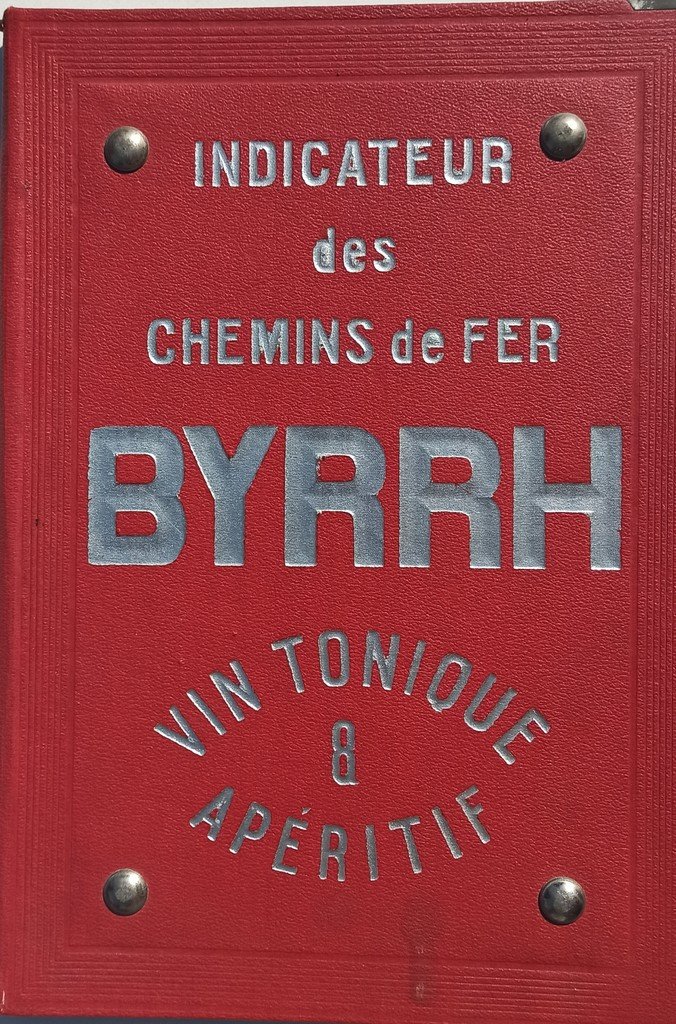 INDICATEUR
des
CHEMINS de FER
BYRRH
VIN TONIQUE
&
APÉRITIF